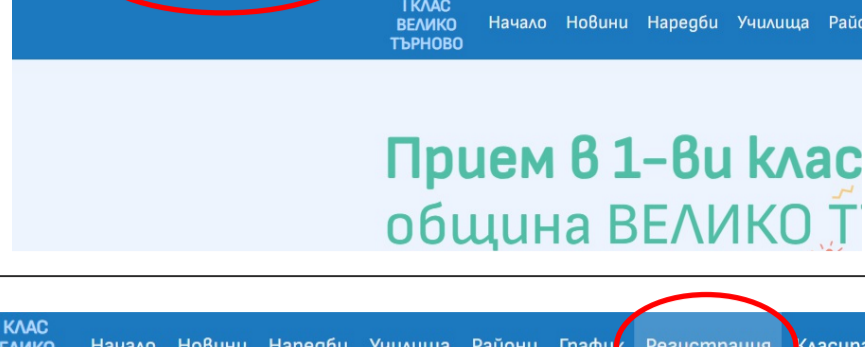 I КЛАС
ВЕЛИКО
ТЪРНОВО
Начало Новини Наредби Училища
Прием в 1-ви клас
община ВЕЛИКО
КЛАС
Начало Новини Наредби Училища Райони График Регистрация